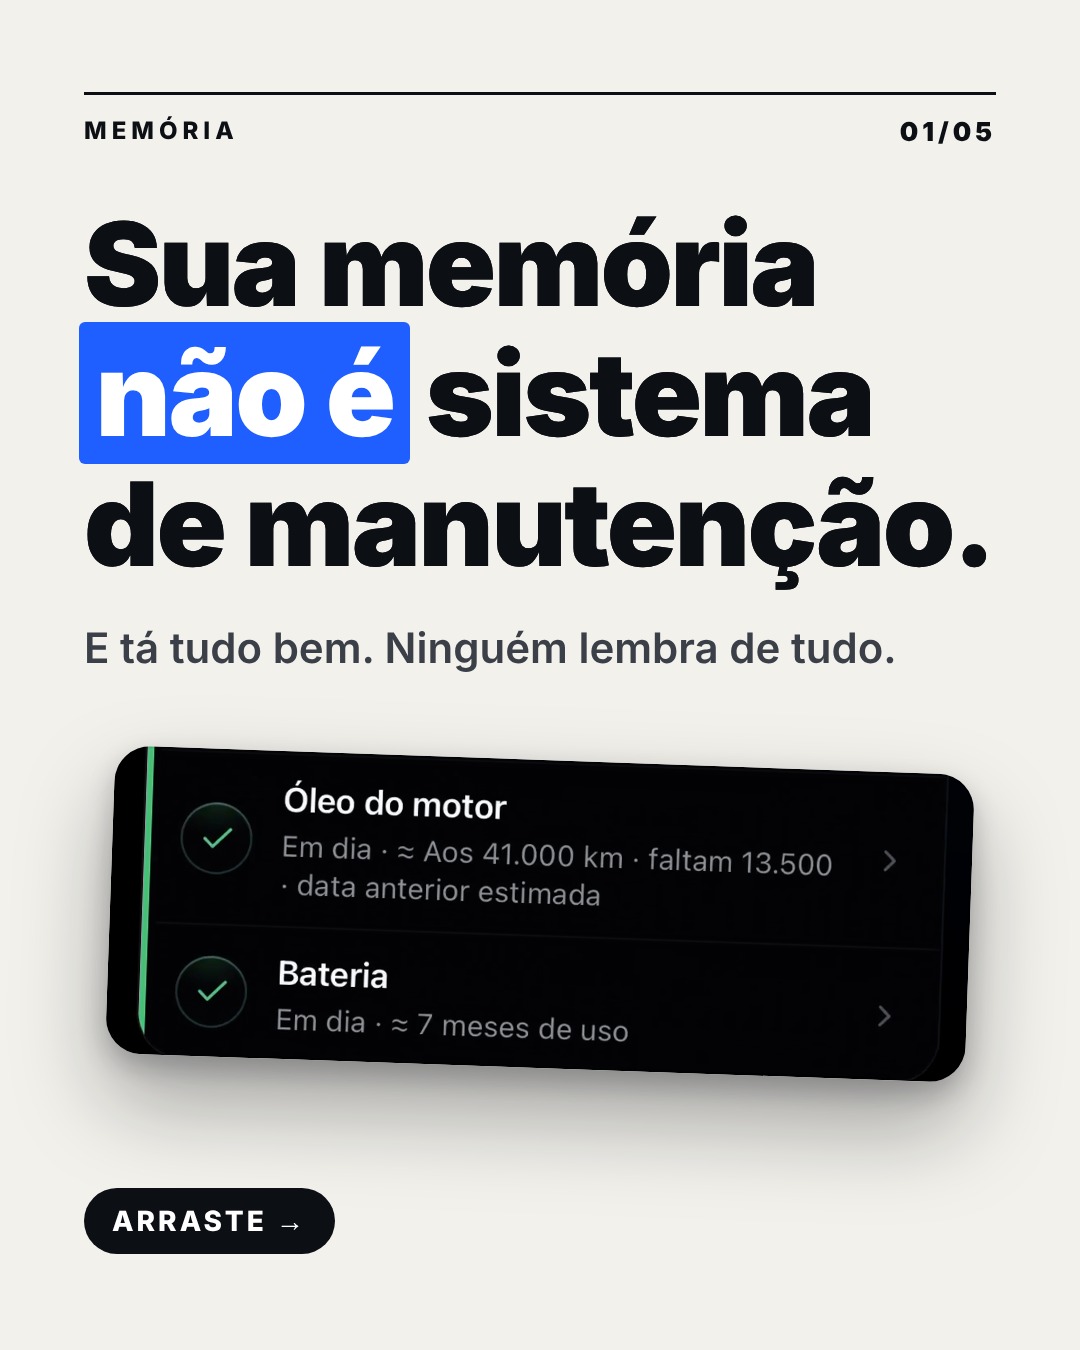 MEMÓRIA
01/05
Sua memória
não é sistema
de manutenção.
E tá tudo bem. Ninguém lembra de tudo.
Óleo do motor
Em dia · ≈ Aos 41.000 km · faltam 13.500
· data anterior estimada
Bateria
Em dia · ≈ 7 meses de uso
ARRASTE →